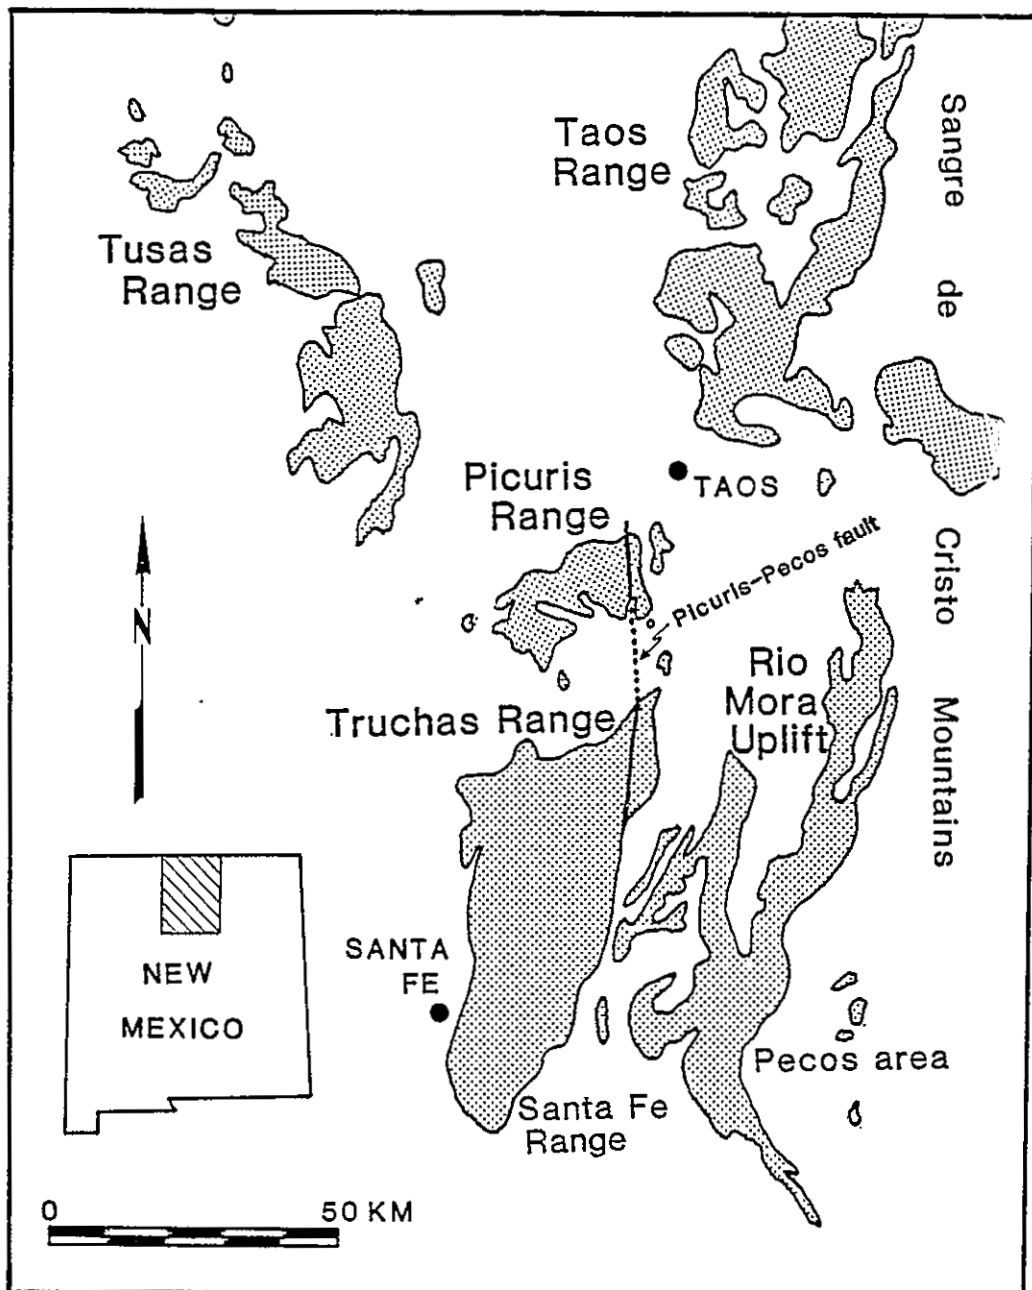 Taos
Range
Sangre de
Cristo
Mountains
Tusas
Range
Picuris
Range
TAOS
Picuris-Pecos fault
N
Truchas Range
Rio
Mora
Uplift
SANTA
FE
NEW
MEXICO
Pecos area
Santa Fe
Range
0 50 KM